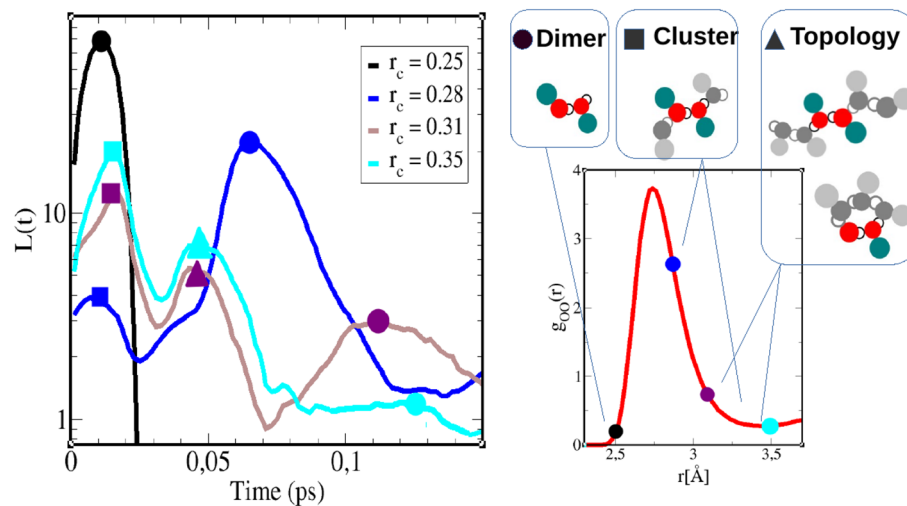 L(t)
10
1
0
0,05
0,1
Time (ps)
r_c = 0.25
r_c = 0.28
r_c = 0.31
r_c = 0.35
Dimer
Cluster
Topology
g_OO(r)
4
3
2
1
0
2,5
3
3,5
r[Å]